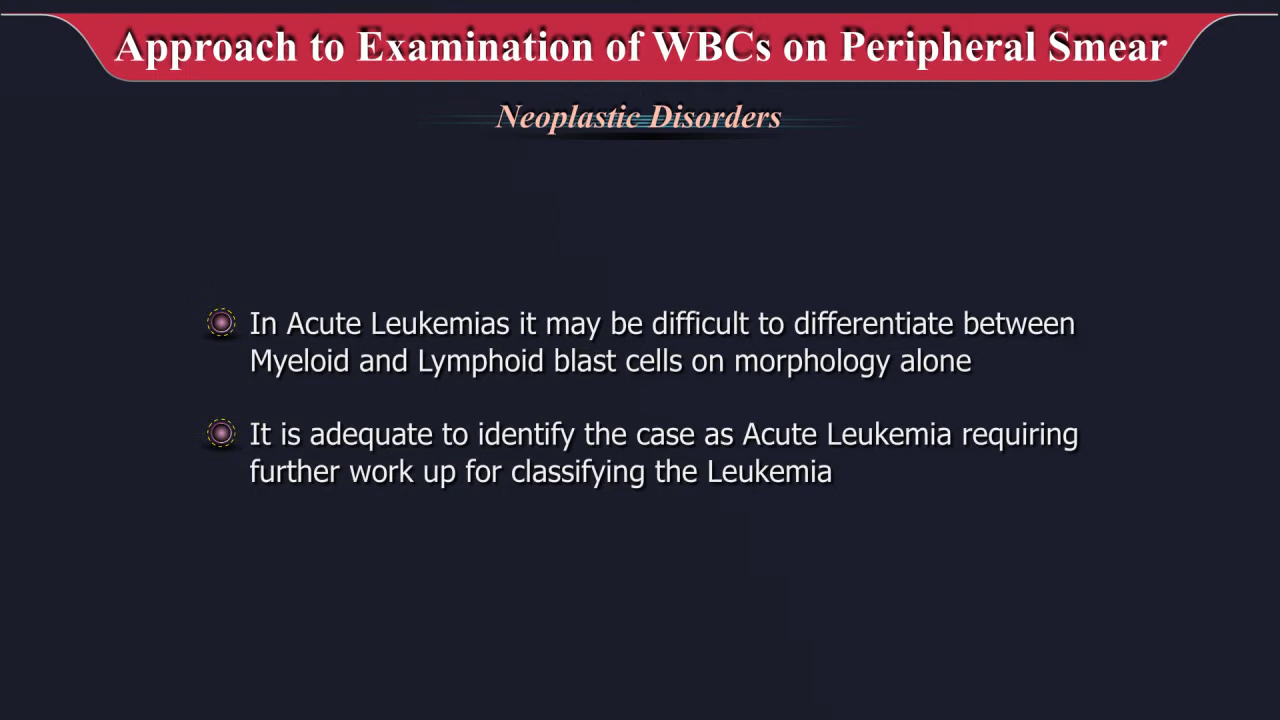 Approach to Examination of WBCs on Peripheral Smear
Neoplastic Disorders
In Acute Leukemias it may be difficult to differentiate between
Myeloid and Lymphoid blast cells on morphology alone
It is adequate to identify the case as Acute Leukemia requiring
further work up for classifying the Leukemia